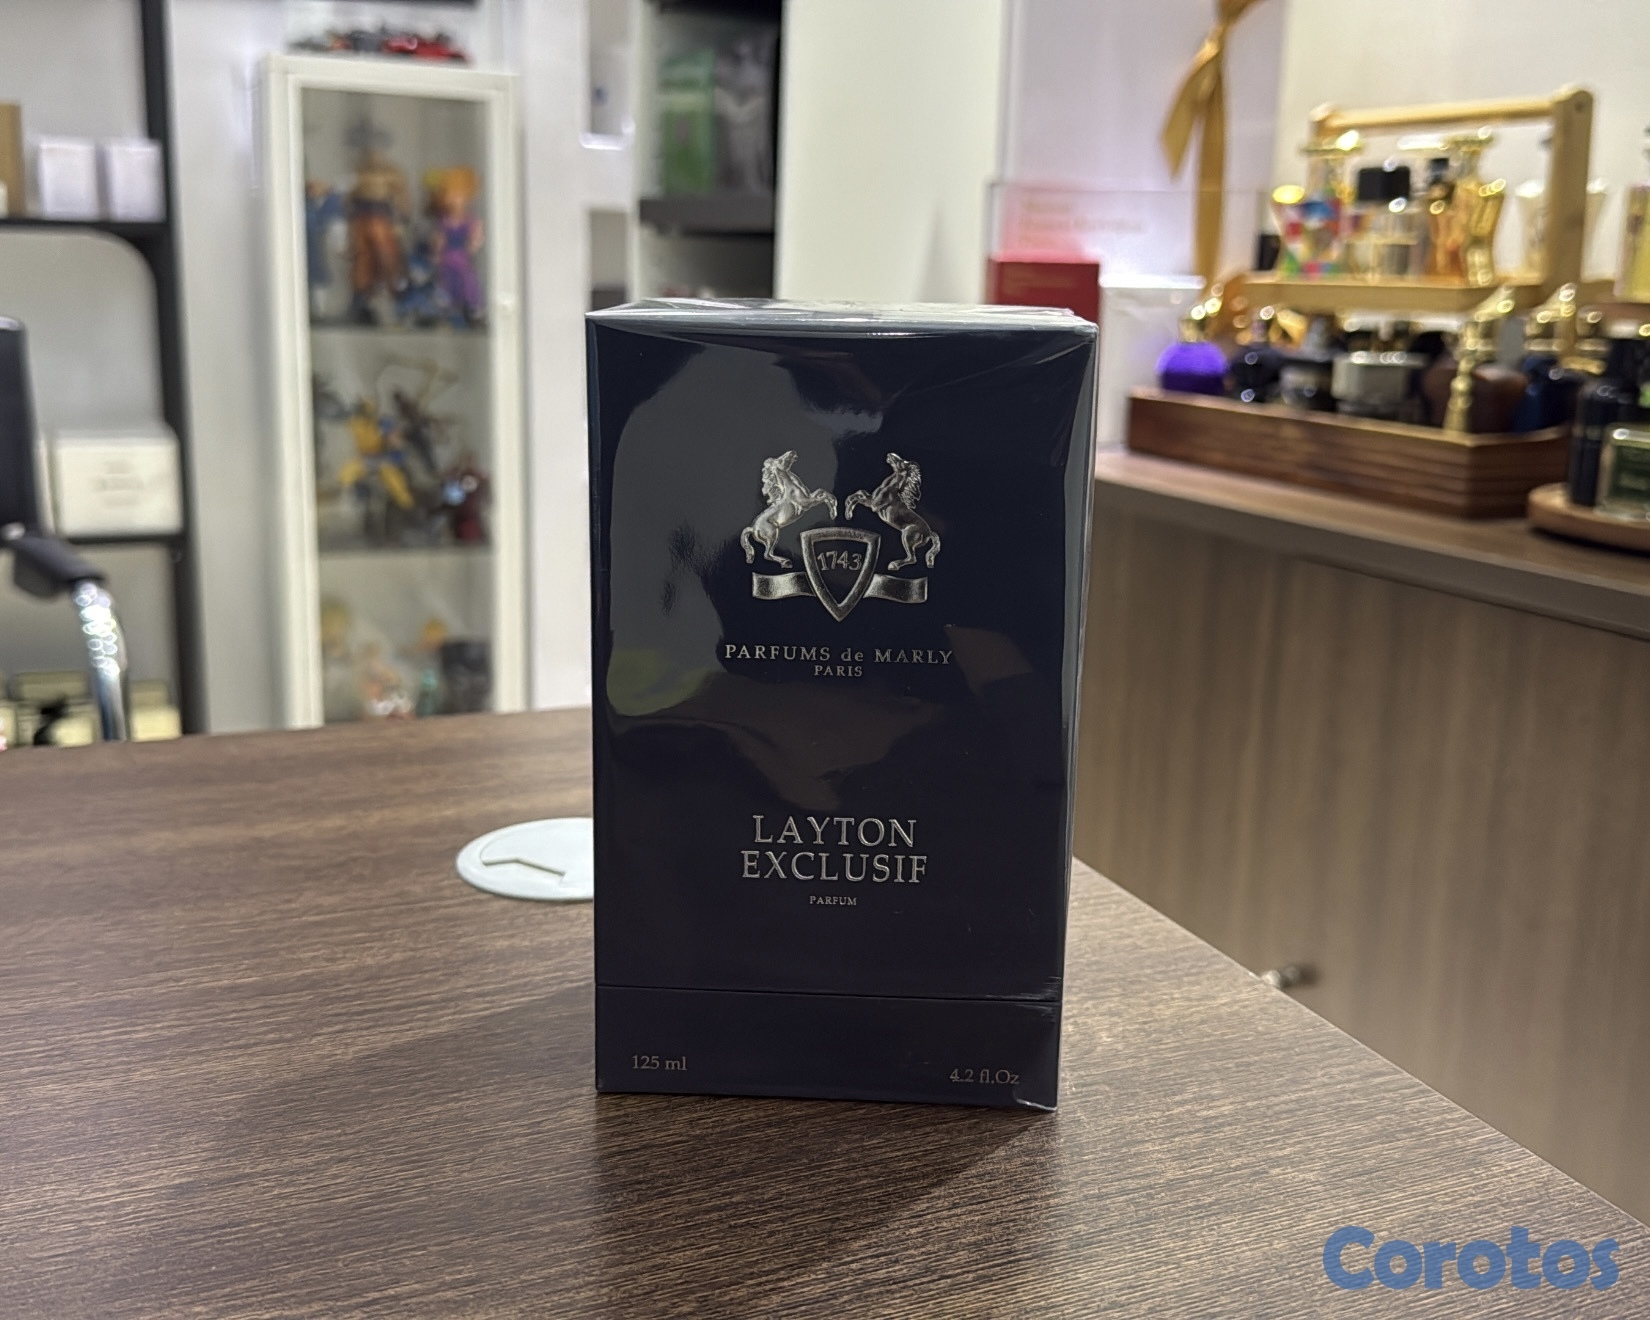 1743
PARFUMS de MARLY
PARIS
LAYTON
EXCLUSIF
PARFUM
125 ml
4.2 fl.Oz
Corotos